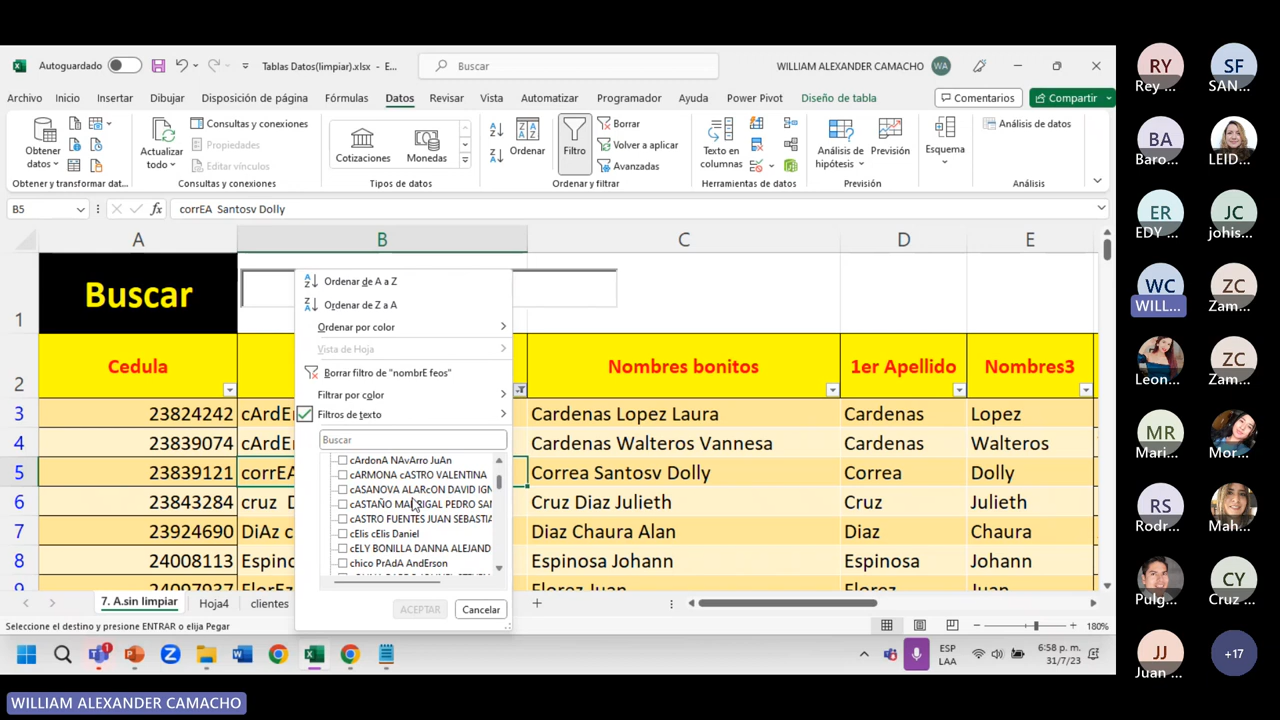 Autoguardado
Tablas Datos(limpiar).xlsx - E...
Buscar
WILLIAM ALEXANDER CAMACHO
WA
Archivo Inicio Insertar Dibujar Disposición de página Fórmulas Datos Revisar Vista Automatizar Programador Ayuda Power Pivot Diseño de tabla
Comentarios
Compartir
Obtener datos
Actualizar todo
Consultas y conexiones
Propiedades
Editar vínculos
Cotizaciones
Monedas
Ordenar
Filtro
Borrar
Volver a aplicar
Avanzadas
Texto en columnas
Análisis de hipótesis
Previsión
Esquema
Análisis de datos
Obtener y transformar dat...
Consultas y conexiones
Tipos de datos
Ordenar y filtrar
Herramientas de datos
Previsión
Análisis
B5
fx
corrEA Santosv Dolly
A B C D E
1 Buscar
2 Cedula Nombres bonitos 1er Apellido Nombres3
3 23824242 cArdE Cardenas Lopez Laura Cardenas Lopez
4 23839074 cArdE Cardenas Walteros Vannesa Cardenas Walteros
5 23839121 corrEA Correa Santosv Dolly Correa Dolly
6 23843284 cruz D Cruz Diaz Julieth Cruz Julieth
7 23924690 DiAz c Diaz Chaura Alan Diaz Chaura
8 24008113 Espino Espinosa Johann Espinosa Johann
Ordenar de A a Z
Ordenar de Z a A
Ordenar por color
Vista de Hoja
Borrar filtro de "nombrE feos"
Filtrar por color
Filtros de texto
Buscar
cArdonA NAvArro JuAn
cARMONA cASTRO VALENTINA
cASANOVA ALARcON DAVID IGN
cASTAÑO MADRIGAL PEDRO SAN
cASTRO FUENTES JUAN SEBASTIA
cElis cElis Daniel
cELY BONILLA DANNA ALEJAND
chico PrAdA AndErson
ACEPTAR
Cancelar
7. A.sin limpiar
Hoja4
clientes
Seleccione el destino y presione ENTRAR o elija Pegar
180%
1
ESP
LAA
6:58 p. m.
31/7/23
WILLIAM ALEXANDER CAMACHO
RY
Rey ...
SF
SAN...
BA
Baro...
LEID...
ER
EDY ...
JC
johis...
WC
WILL...
ZC
Zam...
Leon...
ZC
Zam...
MR
Mari...
Mor...
RS
Rodr...
Mah...
Pulg...
CY
Cruz ...
JJ
Juan ...
+17